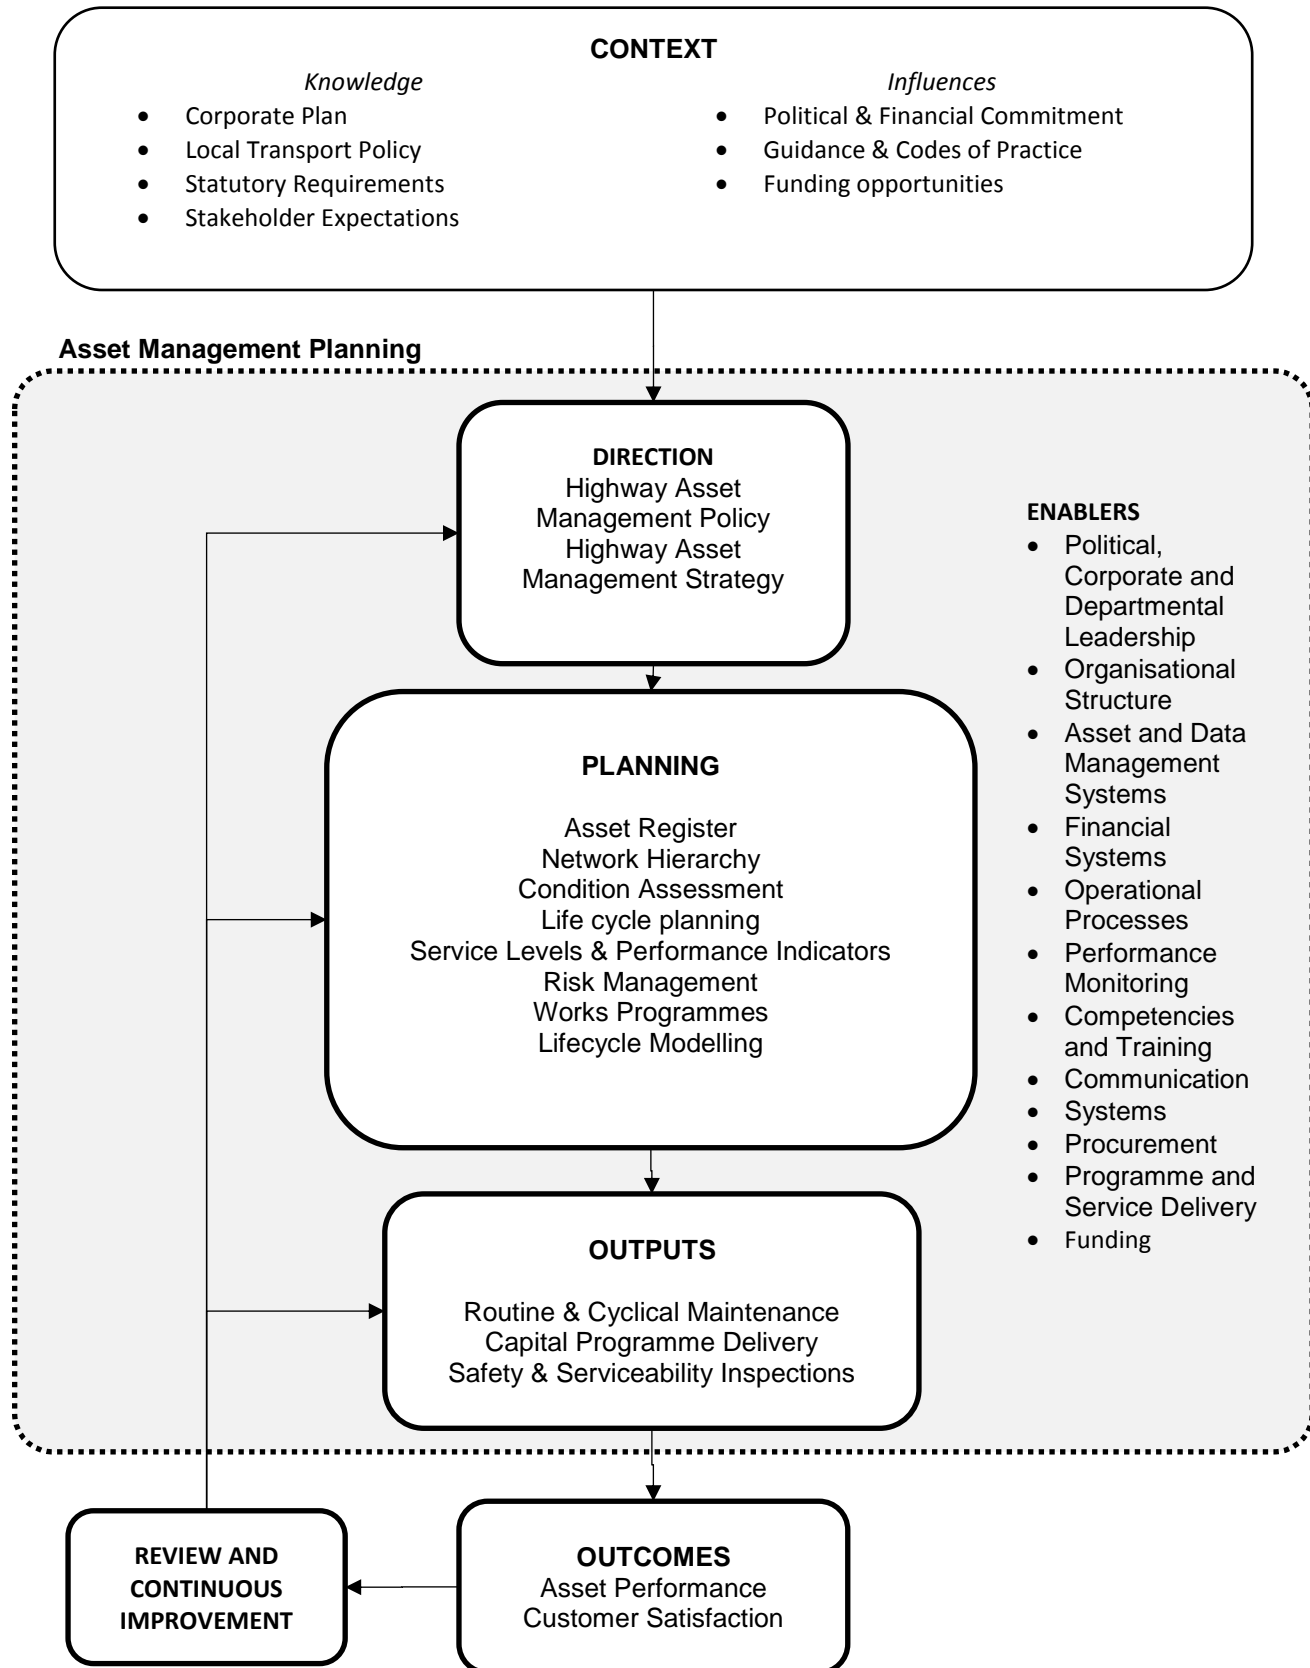 CONTEXT
Knowledge
• Corporate Plan
• Local Transport Policy
• Statutory Requirements
• Stakeholder Expectations
Influences
• Political & Financial Commitment
• Guidance & Codes of Practice
• Funding opportunities
Asset Management Planning
DIRECTION
Highway Asset
Management Policy
Highway Asset
Management Strategy
PLANNING
Asset Register
Network Hierarchy
Condition Assessment
Life cycle planning
Service Levels & Performance Indicators
Risk Management
Works Programmes
Lifecycle Modelling
OUTPUTS
Routine & Cyclical Maintenance
Capital Programme Delivery
Safety & Serviceability Inspections
ENABLERS
• Political,
Corporate and
Departmental
Leadership
• Organisational
Structure
• Asset and Data
Management
Systems
• Financial
Systems
• Operational
Processes
• Performance
Monitoring
• Competencies
and Training
• Communication
• Systems
• Procurement
• Programme and
Service Delivery
• Funding
REVIEW AND
CONTINUOUS
IMPROVEMENT
OUTCOMES
Asset Performance
Customer Satisfaction